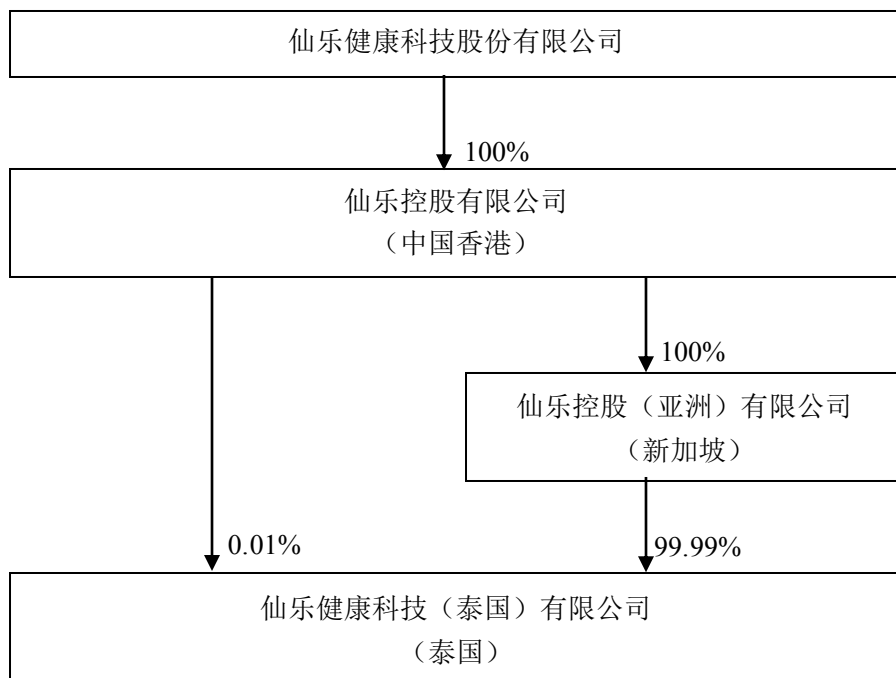 仙乐健康科技股份有限公司
100%
仙乐控股有限公司
（中国香港）
100%
仙乐控股（亚洲）有限公司
（新加坡）
0.01%
99.99%
仙乐健康科技（泰国）有限公司
（泰国）